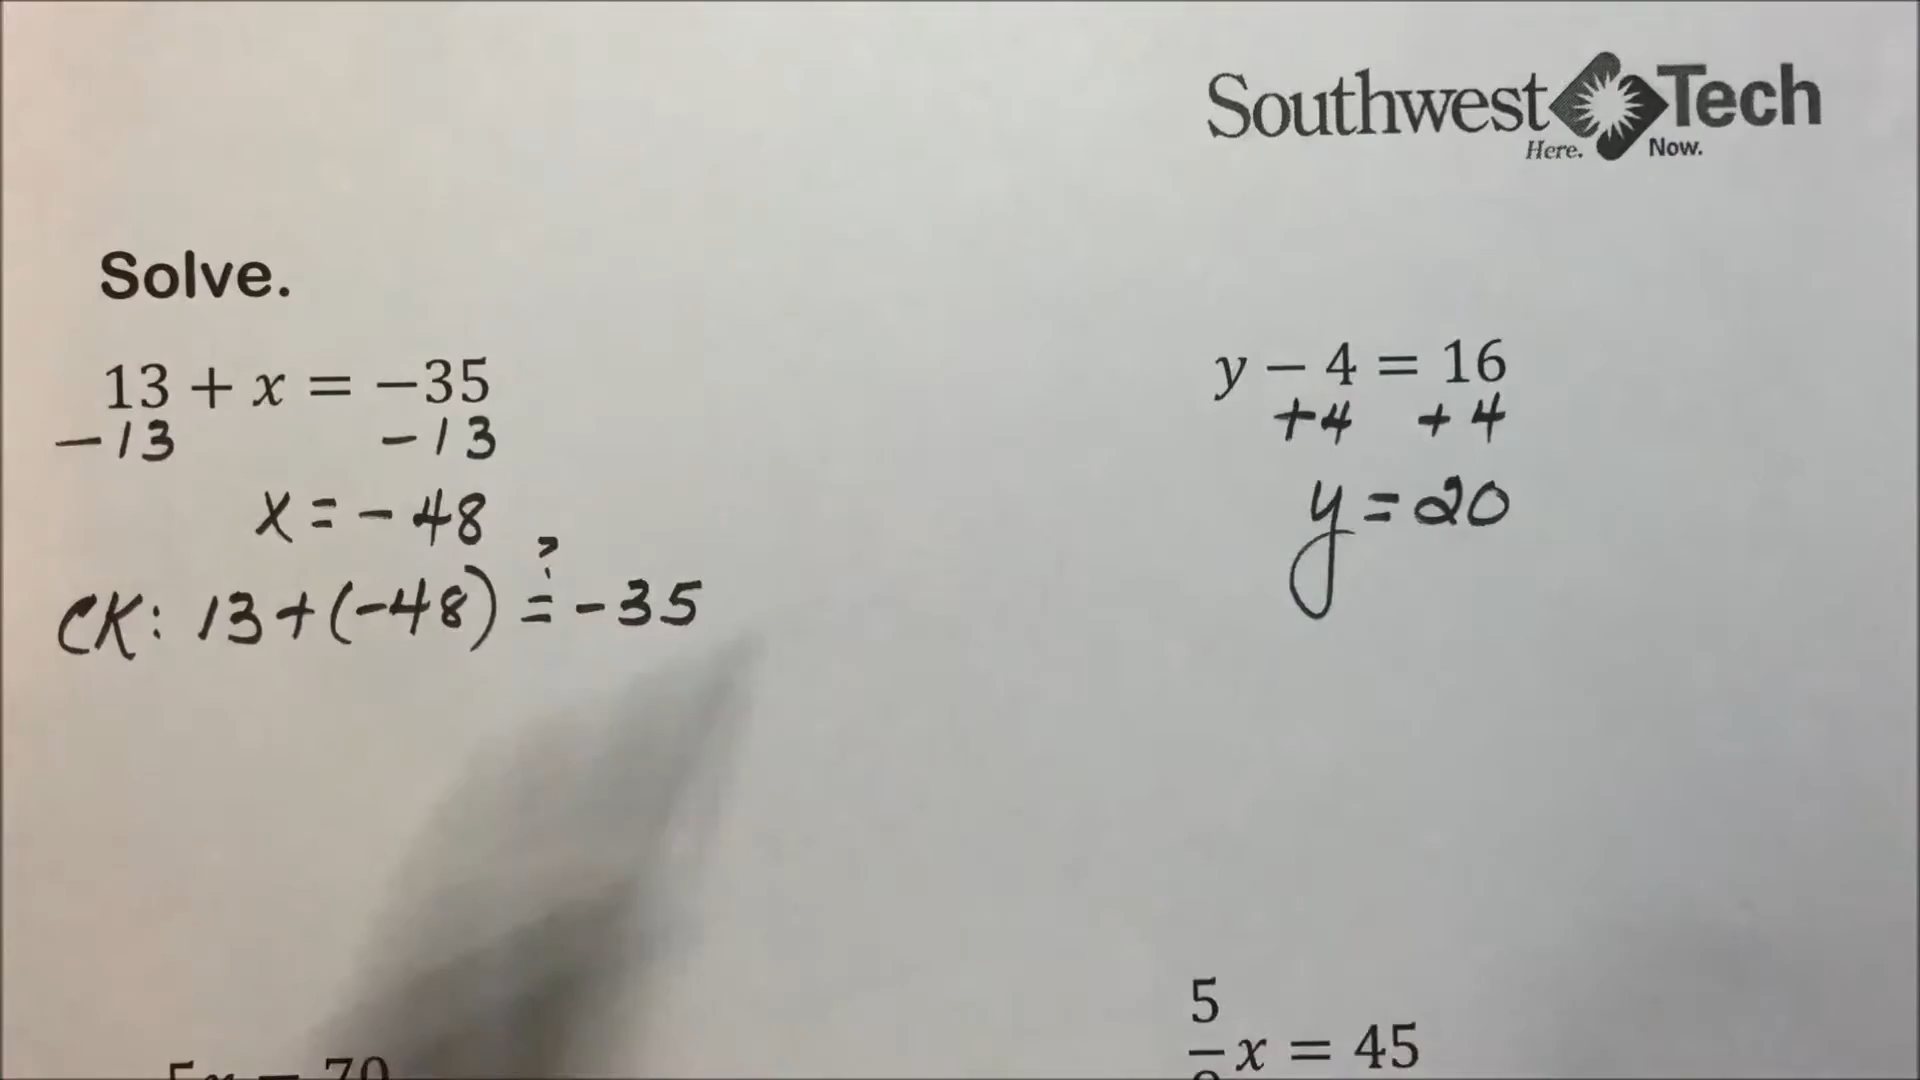 Southwest Tech
Here. Now.
Solve.
13 + x = −35
−13 −13
x = −48
CK: 13 + (−48) ≟ −35
y − 4 = 16
+4 +4
y = 20
= 70
5
x = 45